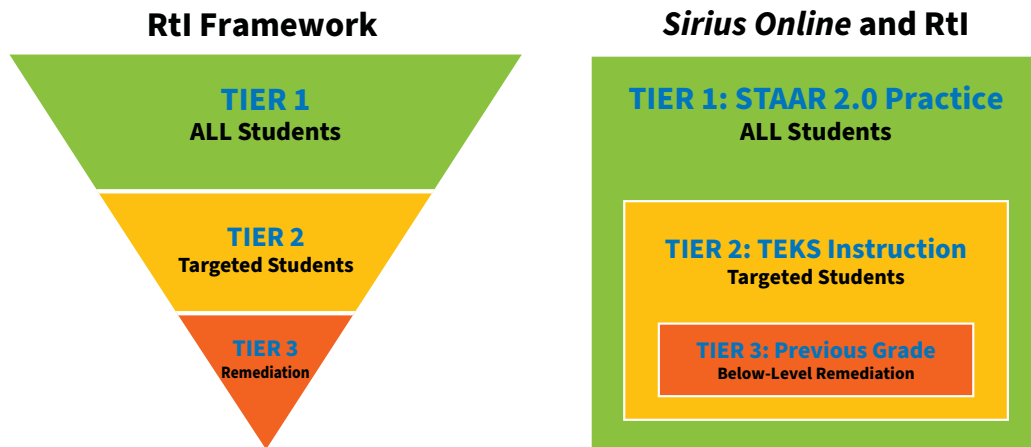 RtI Framework
TIER 1
ALL Students
TIER 2
Targeted Students
TIER 3
Remediation
Sirius Online and RtI
TIER 1: STAAR 2.0 Practice
ALL Students
TIER 2: TEKS Instruction
Targeted Students
TIER 3: Previous Grade
Below-Level Remediation